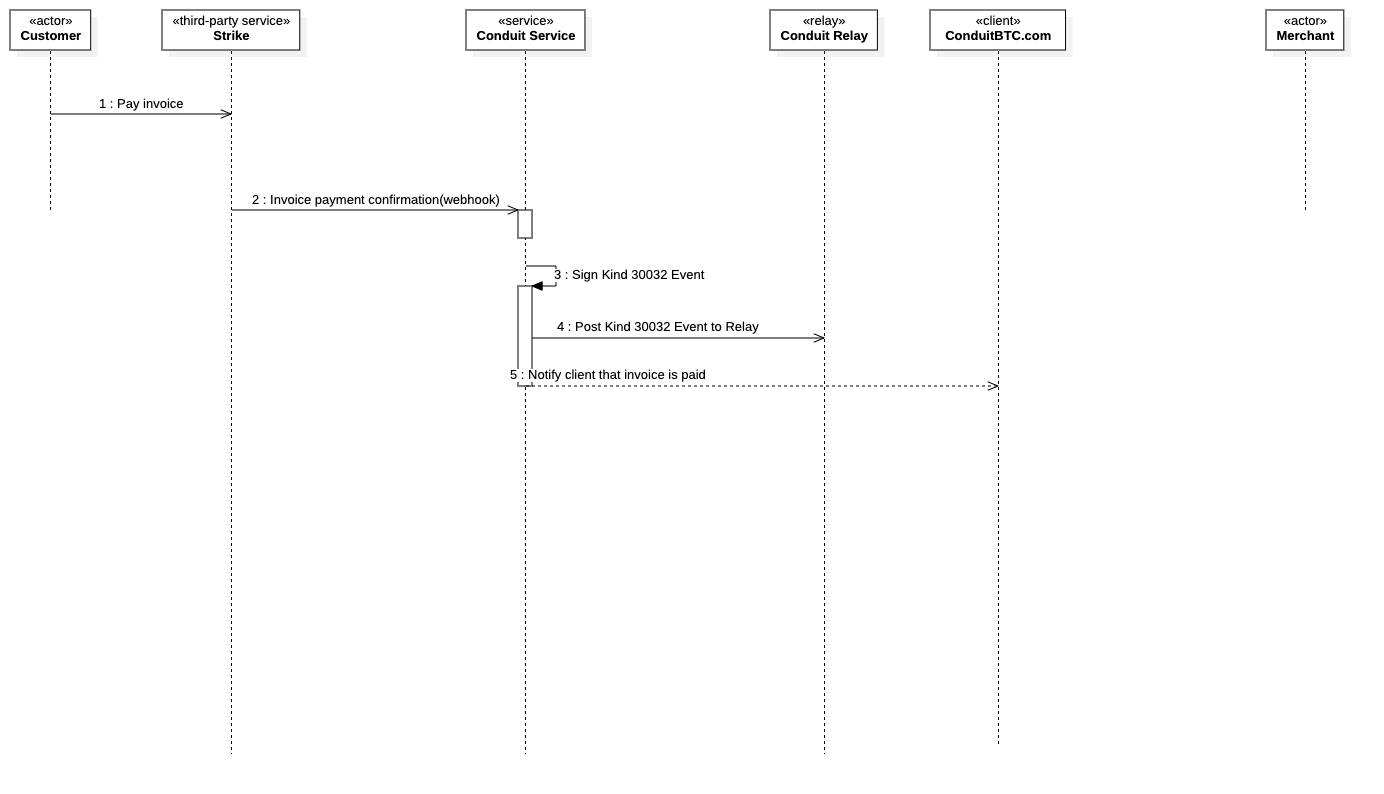 «actor»
Customer
«third-party service»
Strike
«service»
Conduit Service
«relay»
Conduit Relay
«client»
ConduitBTC.com
«actor»
Merchant
1 : Pay invoice
2 : Invoice payment confirmation(webhook)
3 : Sign Kind 30032 Event
4 : Post Kind 30032 Event to Relay
5 : Notify client that invoice is paid